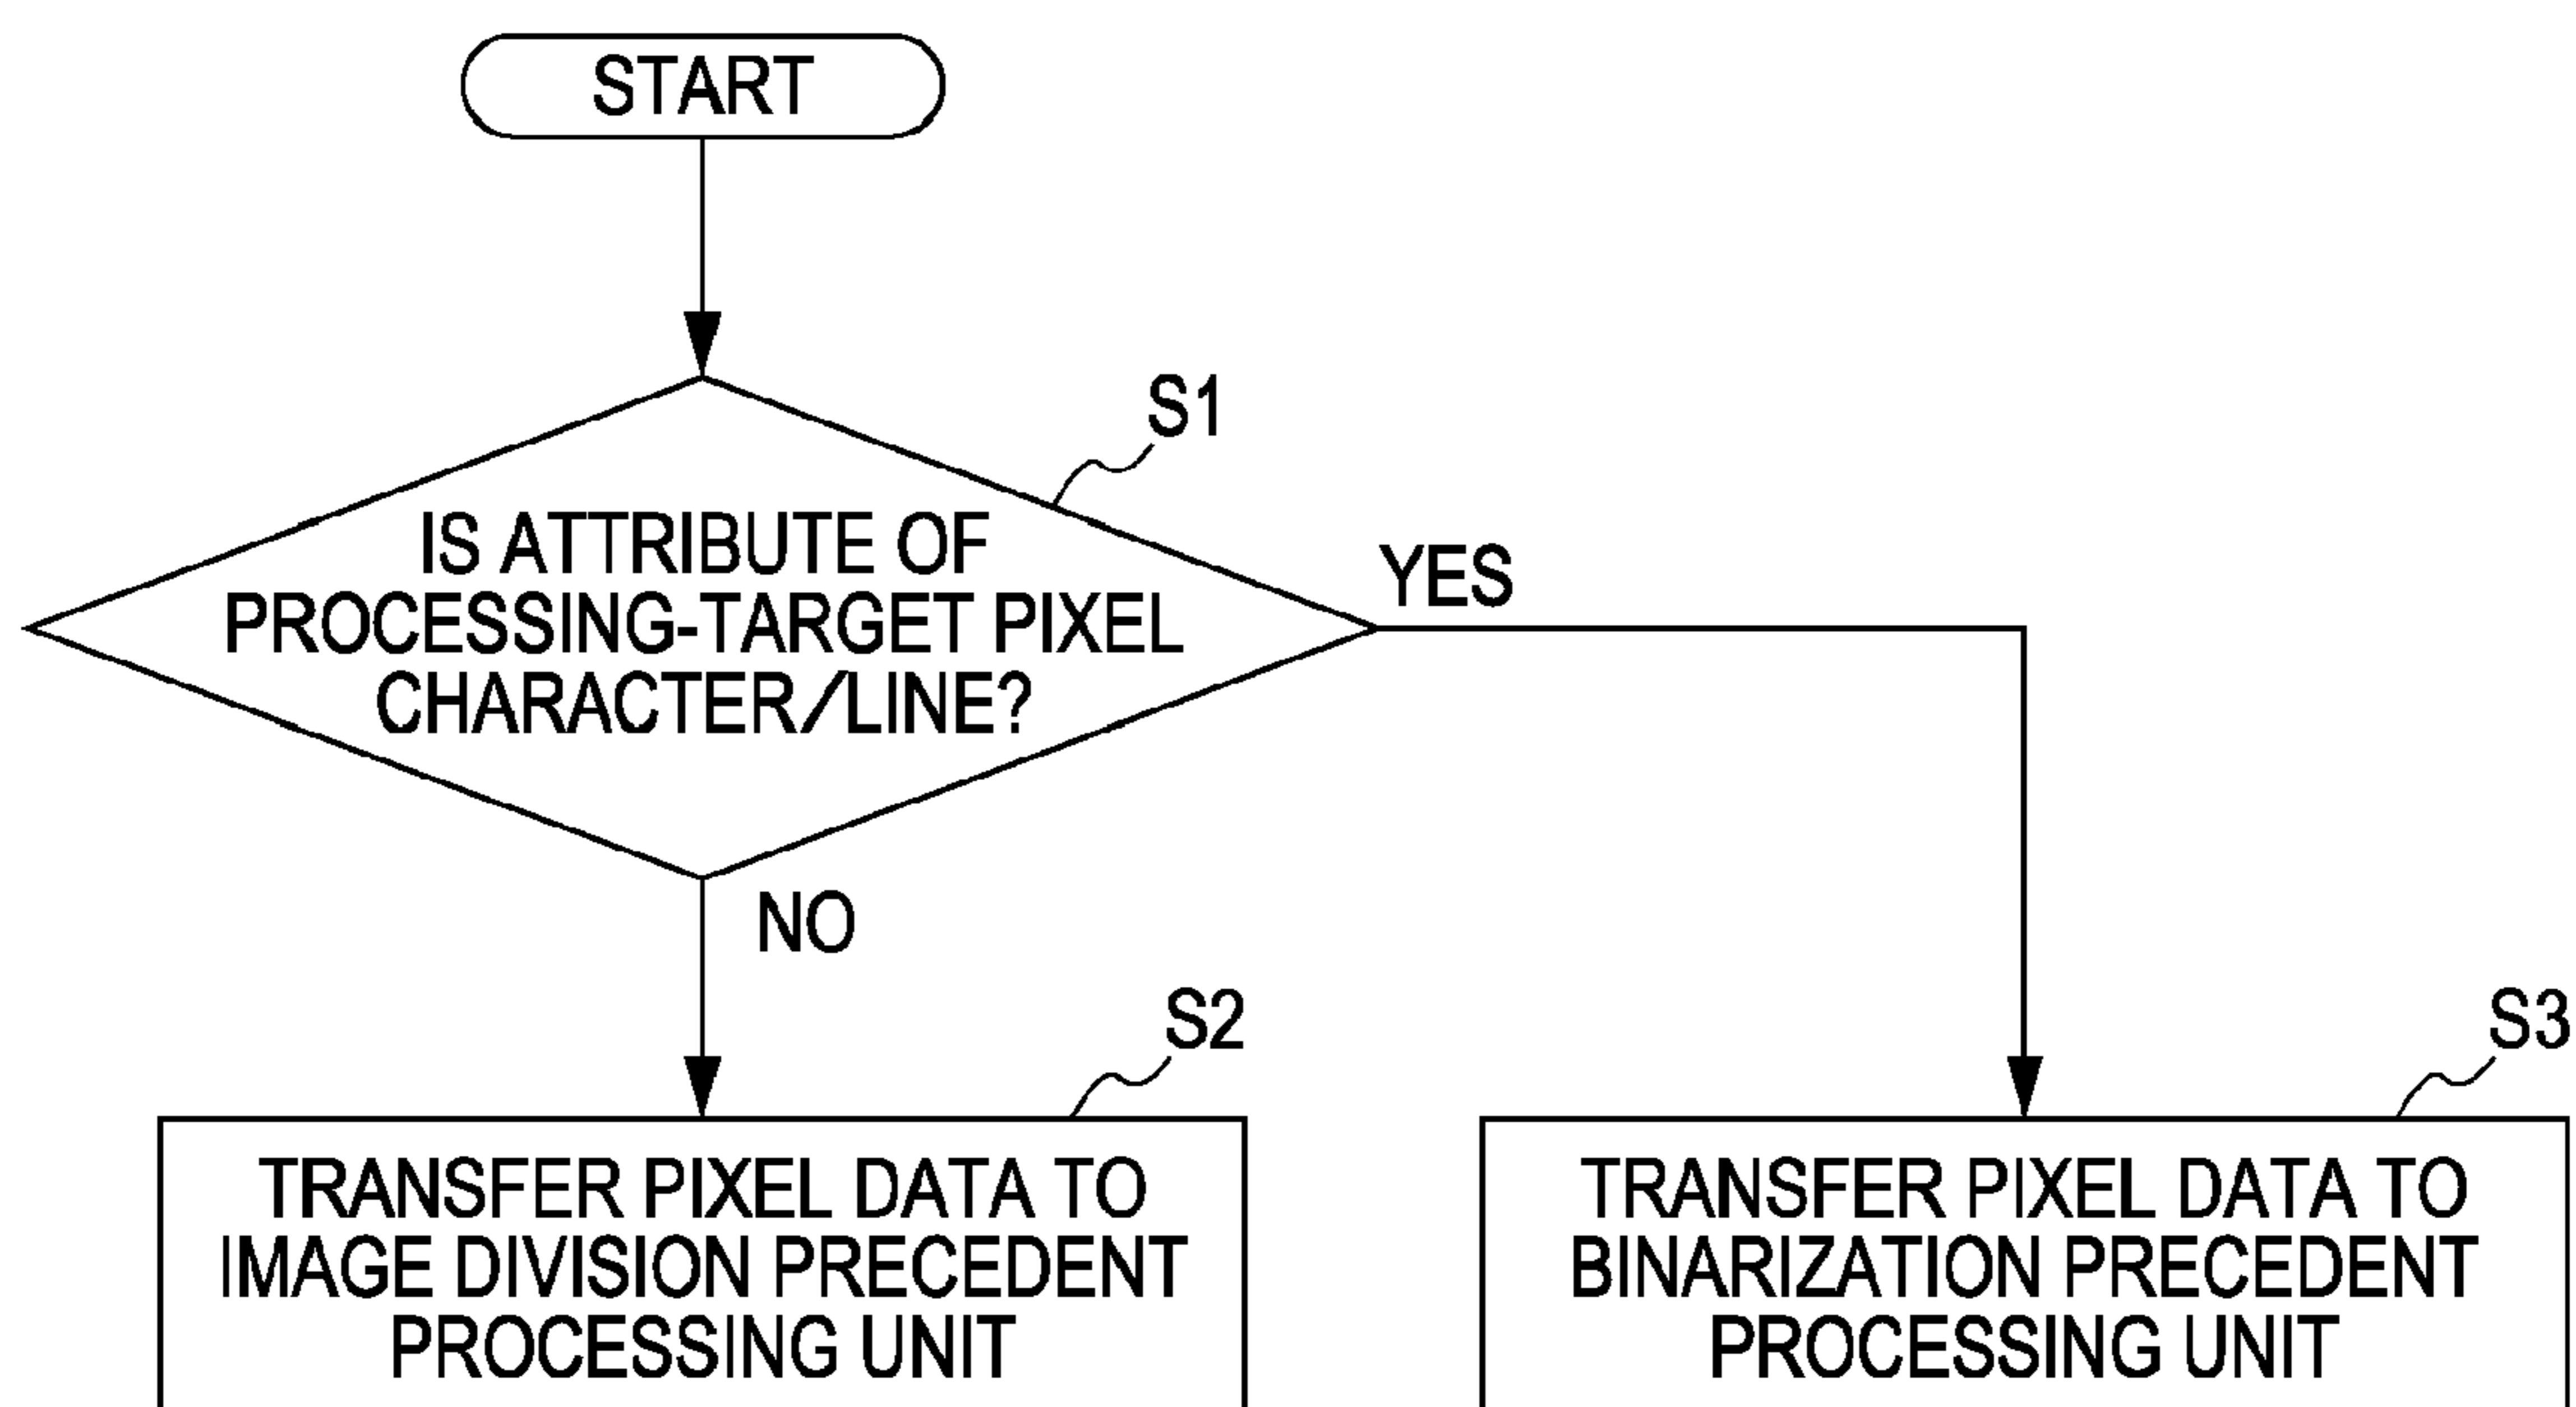 START
S1
IS ATTRIBUTE OF
PROCESSING-TARGET PIXEL
CHARACTER/LINE?
YES
NO
S2
TRANSFER PIXEL DATA TO
IMAGE DIVISION PRECEDENT
PROCESSING UNIT
S3
TRANSFER PIXEL DATA TO
BINARIZATION PRECEDENT
PROCESSING UNIT